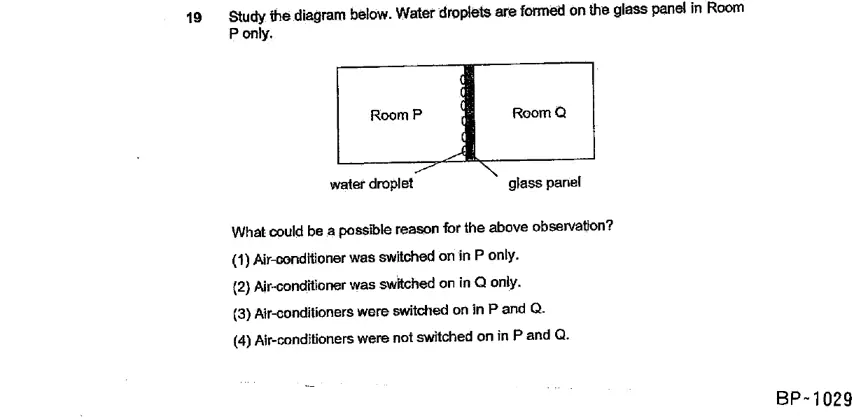 19 Study the diagram below. Water droplets are formed on the glass panel in Room
P only.
Room P
Room Q
water droplet
glass panel
What could be a possible reason for the above observation?
(1) Air-conditioner was switched on in P only.
(2) Air-conditioner was switched on in Q only.
(3) Air-conditioners were switched on in P and Q.
(4) Air-conditioners were not switched on in P and Q.
BP-1029